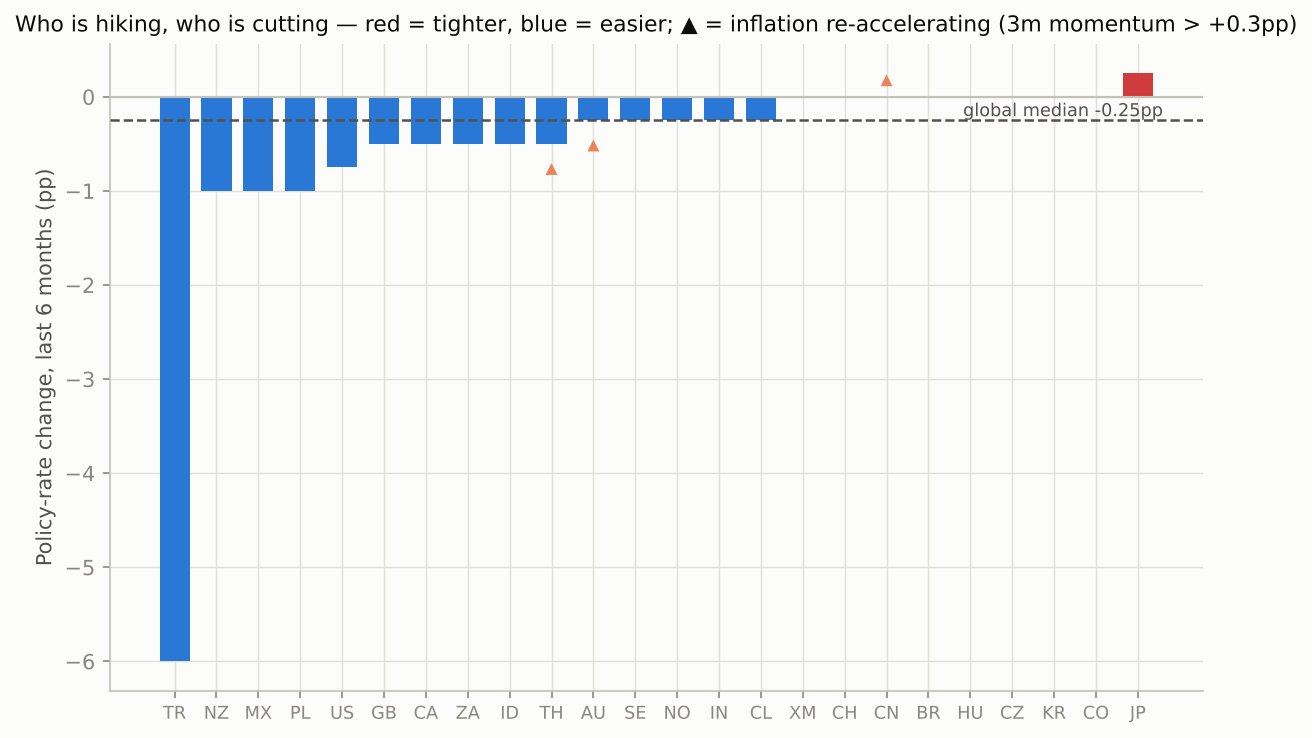 Who is hiking, who is cutting — red = tighter, blue = easier; ▲ = inflation re-accelerating (3m momentum > +0.3pp)
Policy-rate change, last 6 months (pp)
0
−1
−2
−3
−4
−5
−6
global median -0.25pp
TR NZ MX PL US GB CA ZA ID TH AU SE NO IN CL XM CH CN BR HU CZ KR CO JP